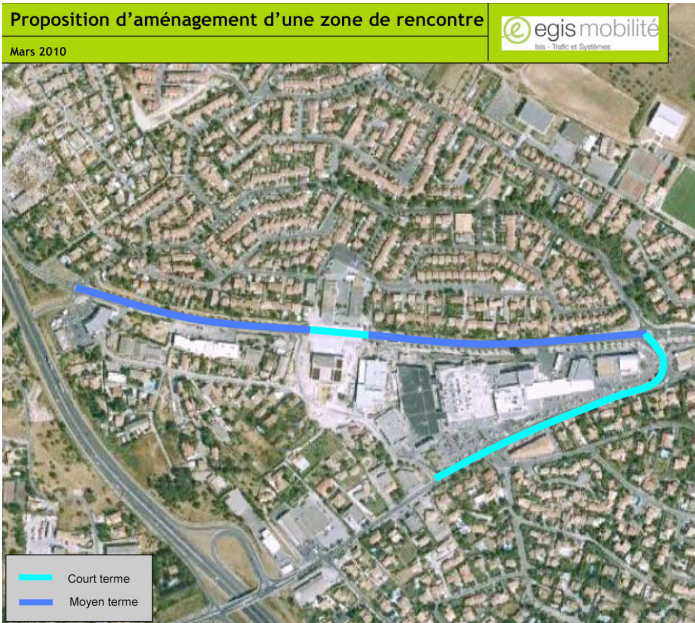 Proposition d’aménagement d’une zone de rencontre
Mars 2010
egis mobilité
Isis - Trafic et Systèmes
Court terme
Moyen terme